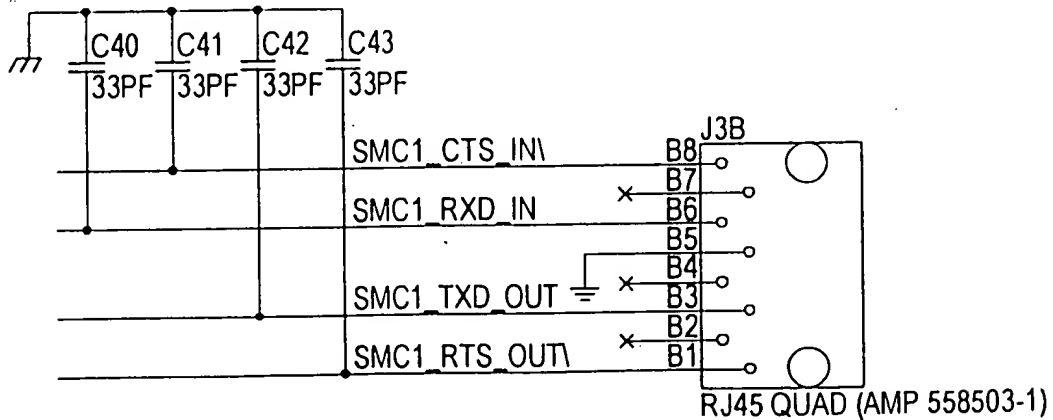 C40 C41 C42 C43
33PF 33PF 33PF 33PF
J3B
SMC1_CTS_IN\ B8
B7
SMC1_RXD_IN B6
B5
B4
SMC1_TXD_OUT B3
B2
SMC1_RTS_OUT\ B1
RJ45 QUAD (AMP 558503-1)